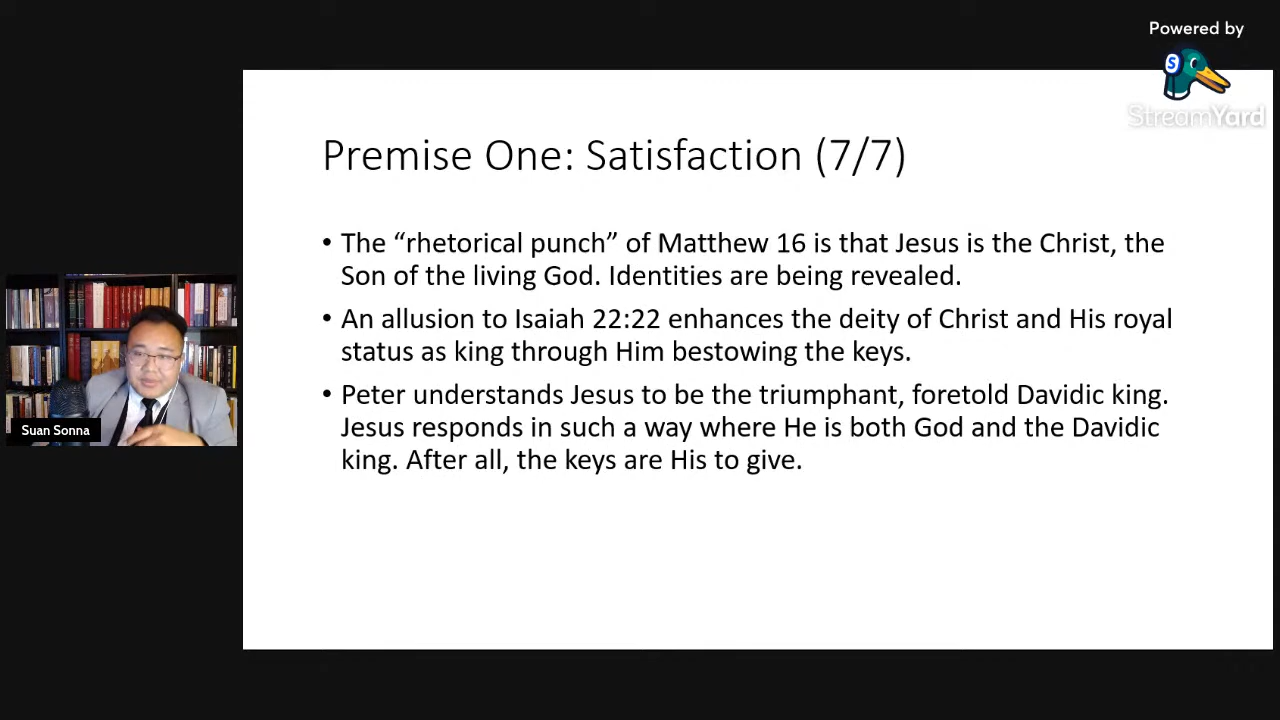 Powered by
StreamYard
Premise One: Satisfaction (7/7)
• The “rhetorical punch” of Matthew 16 is that Jesus is the Christ, the
Son of the living God. Identities are being revealed.
• An allusion to Isaiah 22:22 enhances the deity of Christ and His royal
status as king through Him bestowing the keys.
• Peter understands Jesus to be the triumphant, foretold Davidic king.
Jesus responds in such a way where He is both God and the Davidic
king. After all, the keys are His to give.
Suan Sonna